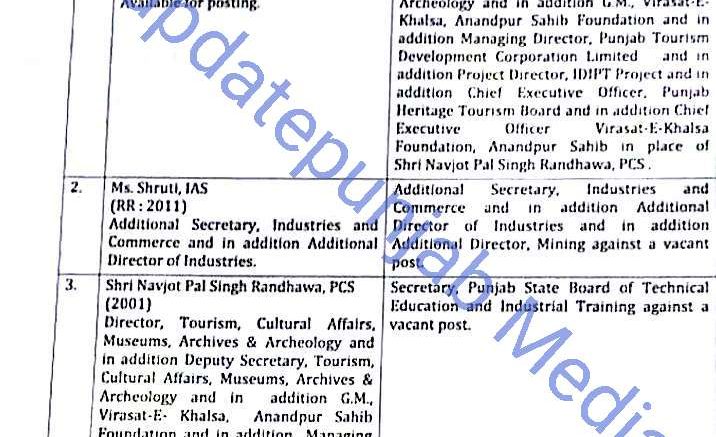 Available for posting.
Archeology and in addition G.M., Virasat-E-
Khalsa, Anandpur Sahib Foundation and in
addition Managing Director, Punjab Tourism
Development Corporation Limited and in
addition Project Director, IDIPT Project and in
addition Chief Executive Officer, Punjab
Heritage Tourism Board and in addition Chief
Executive Officer Virasat-E-Khalsa
Foundation, Anandpur Sahib in place of
Shri Navjot Pal Singh Randhawa, PCS.
2.
Ms. Shruti, IAS
(RR : 2011)
Additional Secretary, Industries and
Commerce and in addition Additional
Director of Industries.
Additional Secretary, Industries and
Commerce and in addition Additional
Director of Industries and in addition
Additional Director, Mining against a vacant
post.
3.
Shri Navjot Pal Singh Randhawa, PCS
(2001)
Director, Tourism, Cultural Affairs,
Museums, Archives & Archeology and
in addition Deputy Secretary, Tourism,
Cultural Affairs, Museums, Archives &
Archeology and in addition G.M.,
Virasat-E- Khalsa, Anandpur Sahib
Foundation and in addition Managing
Secretary, Punjab State Board of Technical
Education and Industrial Training against a
vacant post.
updatepunjab Media